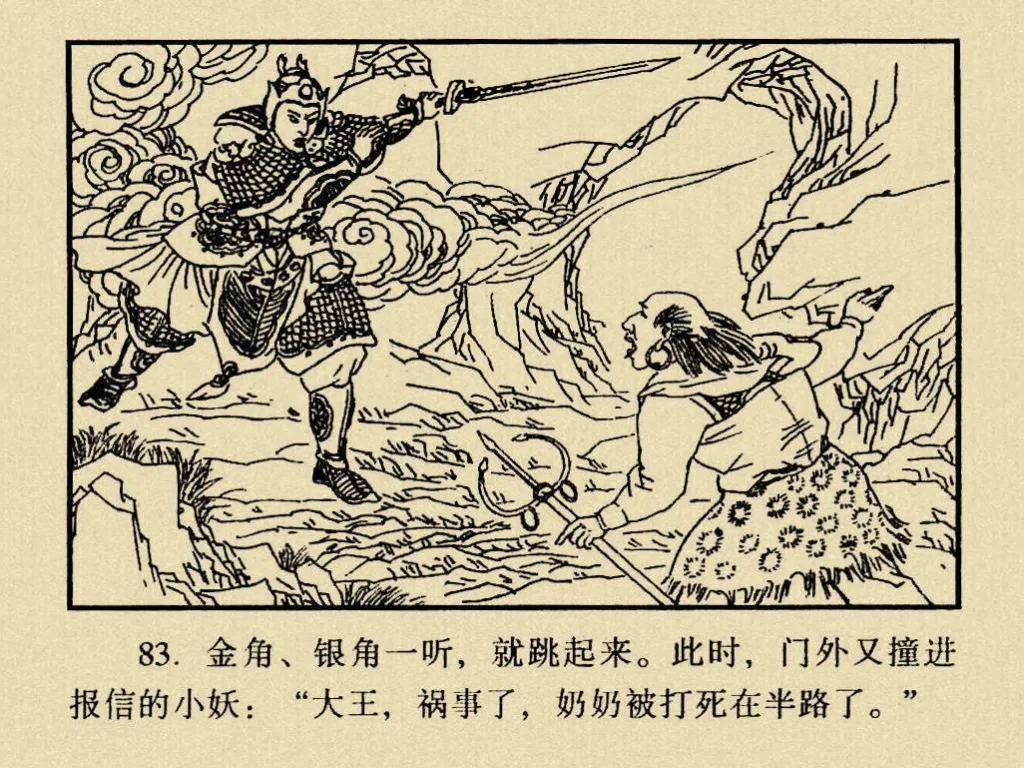 83. 金角、银角一听，就跳起来。此时，门外又撞进
报信的小妖：“大王，祸事了，奶奶被打死在半路了。”